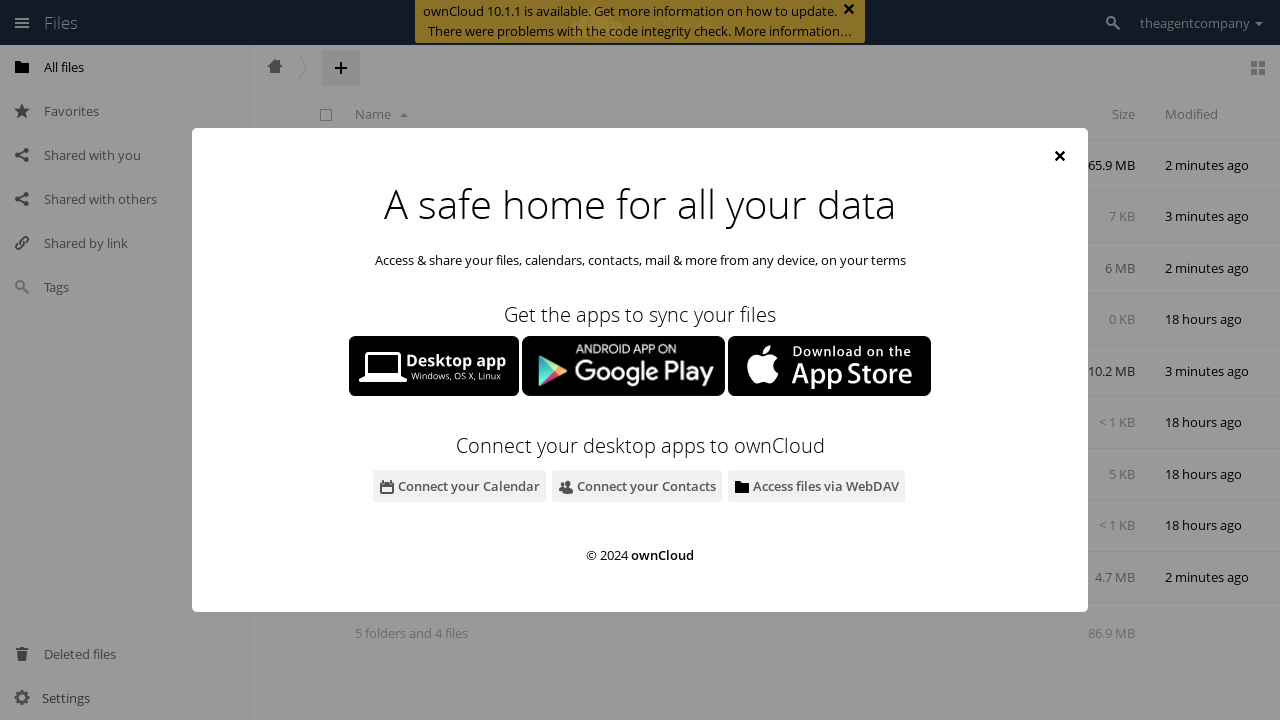 Files
ownCloud 10.1.1 is available. Get more information on how to update.
There were problems with the code integrity check. More information…
theagentcompany
All files
Favorites
Shared with you
Shared with others
Shared by link
Tags
Deleted files
Settings
Name
Size
Modified
65.9 MB
2 minutes ago
7 KB
3 minutes ago
6 MB
2 minutes ago
0 KB
18 hours ago
10.2 MB
3 minutes ago
< 1 KB
18 hours ago
5 KB
18 hours ago
< 1 KB
18 hours ago
4.7 MB
2 minutes ago
5 folders and 4 files
86.9 MB
A safe home for all your data
Access & share your files, calendars, contacts, mail & more from any device, on your terms
Get the apps to sync your files
Desktop app
Windows, OS X, Linux
ANDROID APP ON
Google Play
Download on the
App Store
Connect your desktop apps to ownCloud
Connect your Calendar
Connect your Contacts
Access files via WebDAV
© 2024 ownCloud